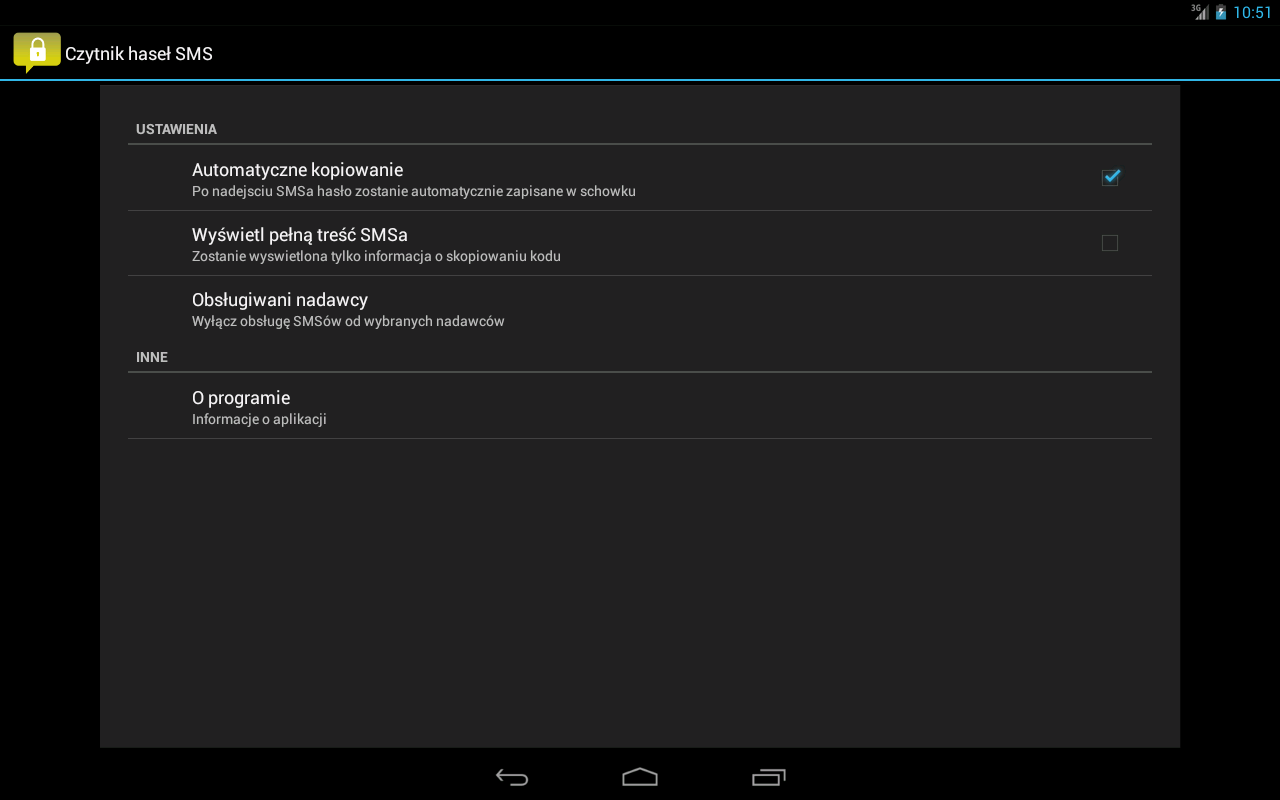 3G 10:51
Czytnik haseł SMS
USTAWIENIA
Automatyczne kopiowanie
Po nadejsciu SMSa hasło zostanie automatycznie zapisane w schowku
Wyświetl pełną treść SMSa
Zostanie wyswietlona tylko informacja o skopiowaniu kodu
Obsługiwani nadawcy
Wyłącz obsługę SMSów od wybranych nadawców
INNE
O programie
Informacje o aplikacji